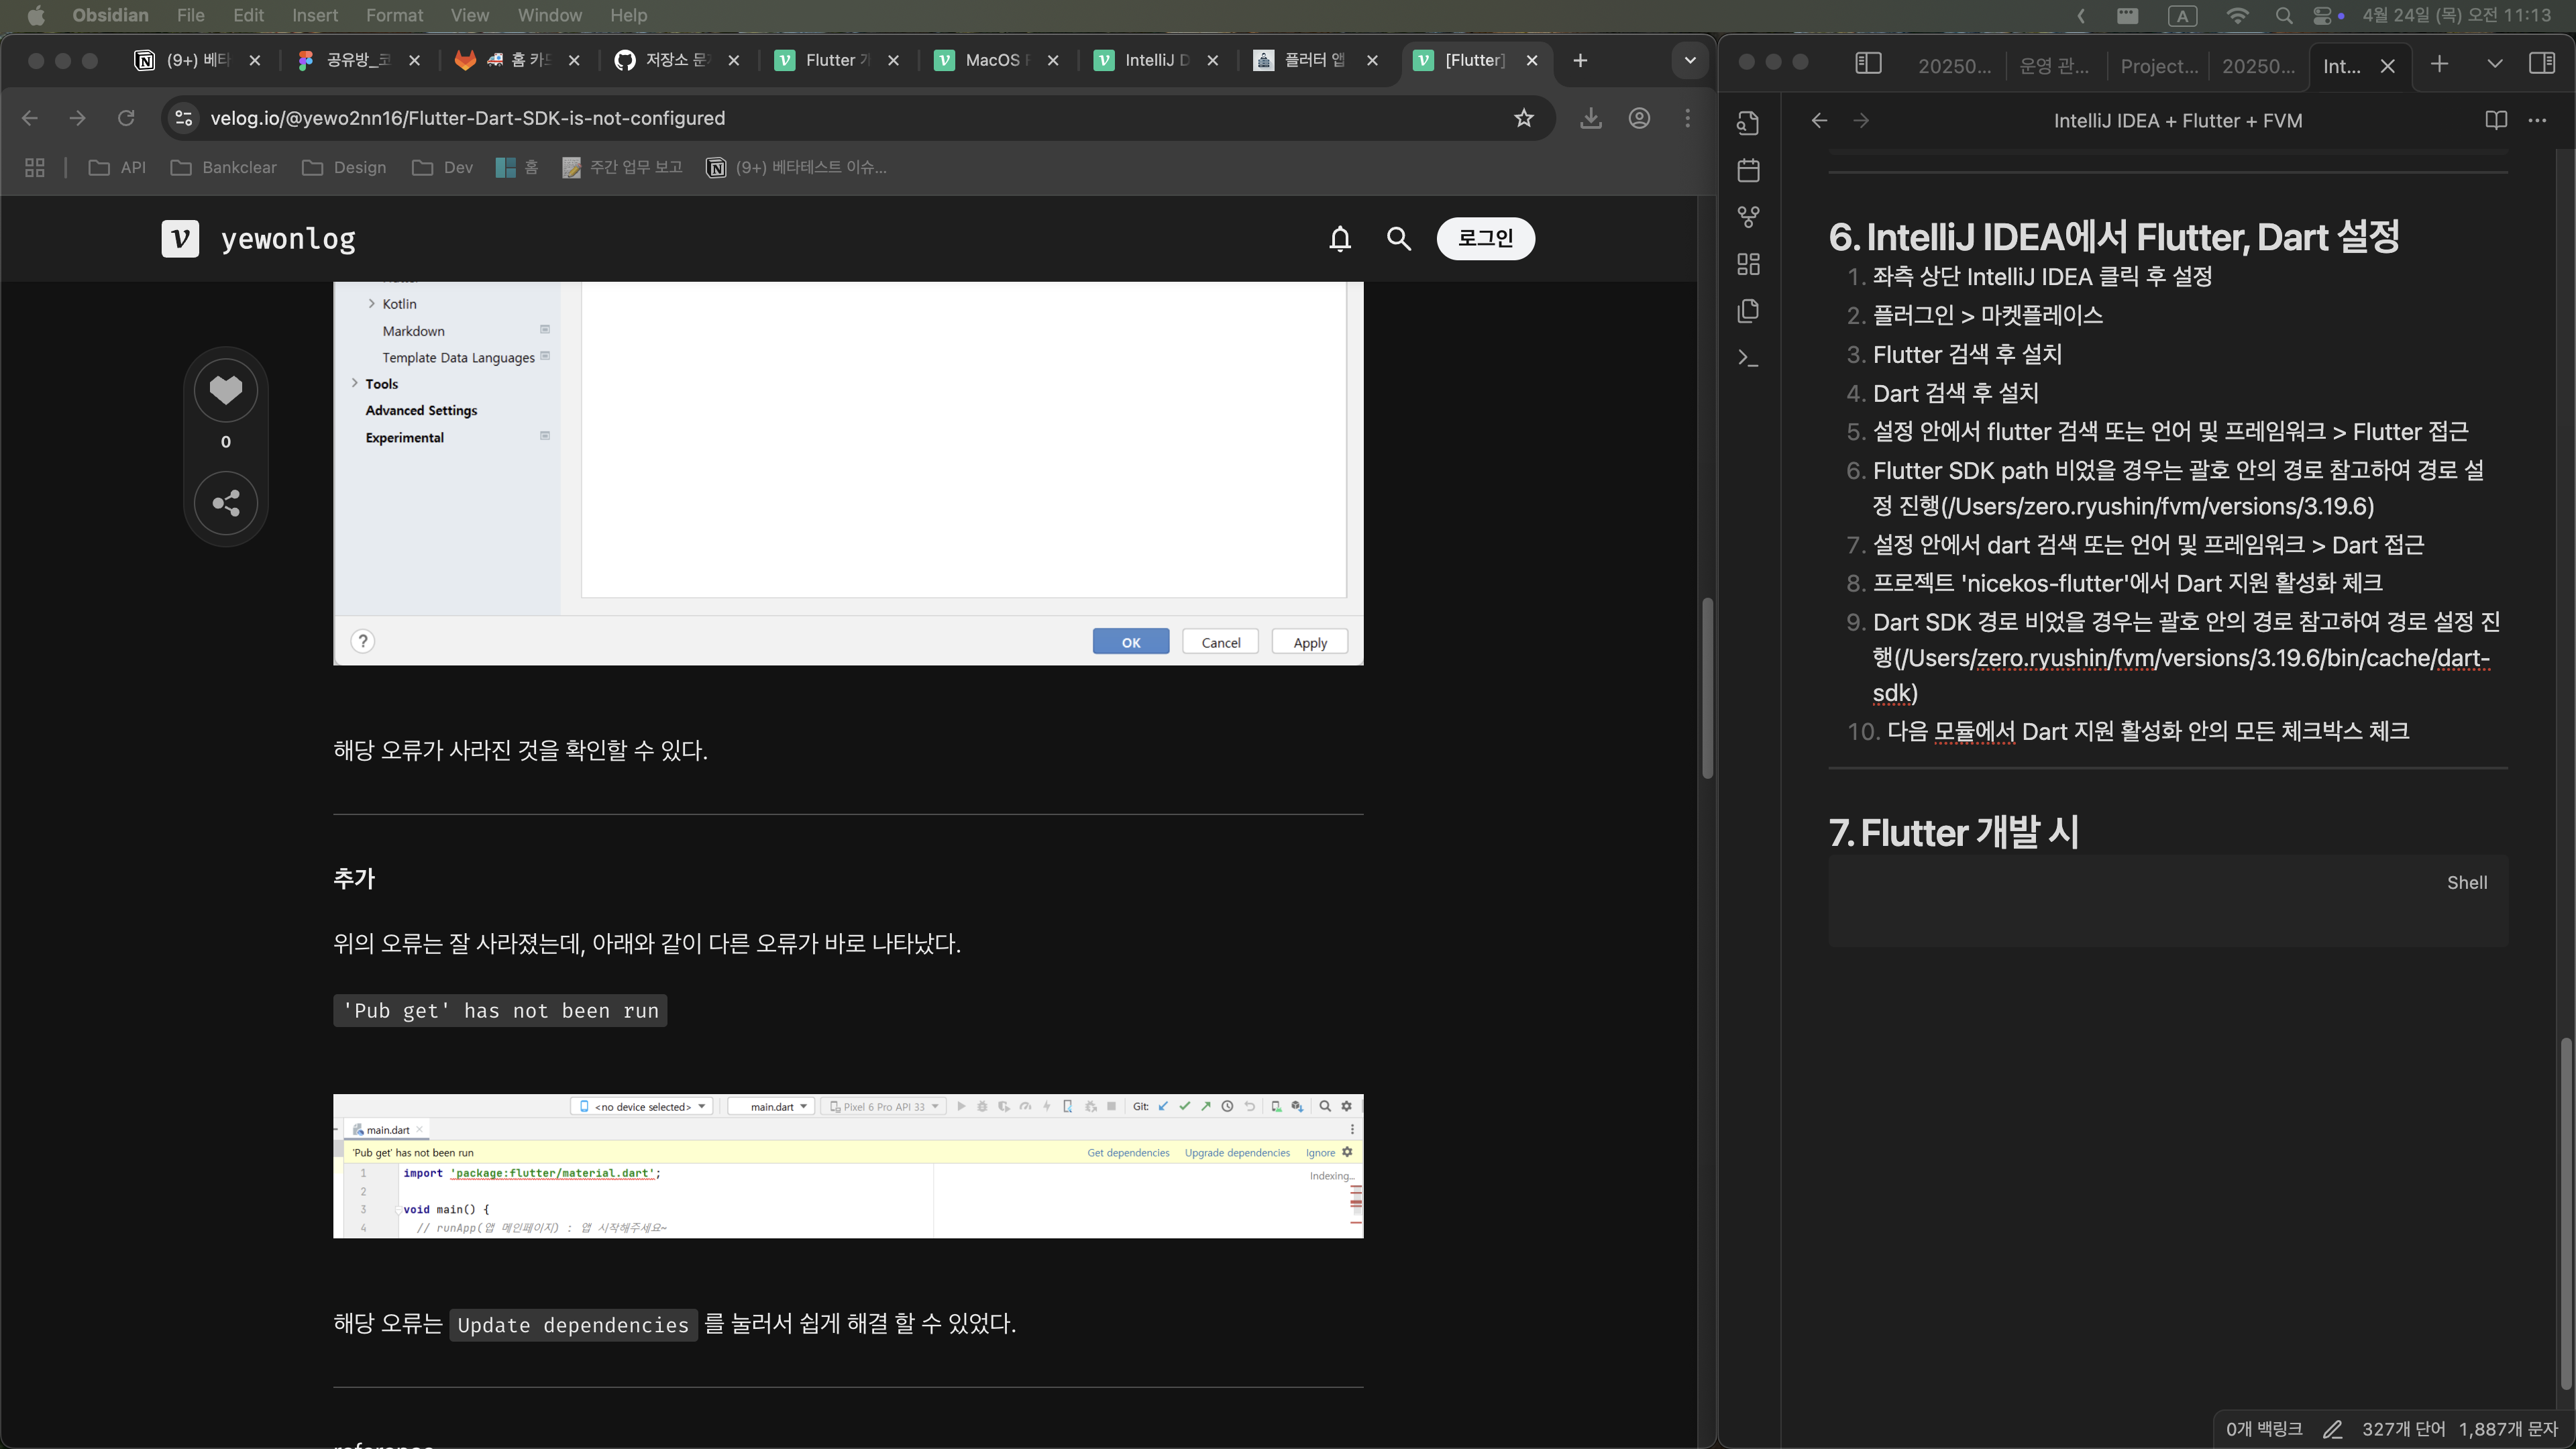 Obsidian File Edit Insert Format View Window Help
A 4월 24일 (목) 오전 11:13
(9+) 베타
공유방_코
홈 카드
저장소 문
Flutter
MacOS
IntelliJ
플러터 앱
[Flutter]
velog.io/@yewo2nn16/Flutter-Dart-SDK-is-not-configured
API Bankclear Design Dev 홈 주간 업무 보고 (9+) 베타테스트 이슈...
yewonlog
로그인
0
Kotlin
Markdown
Template Data Languages
Tools
Advanced Settings
Experimental
? OK Cancel Apply
해당 오류가 사라진 것을 확인할 수 있다.
추가
위의 오류는 잘 사라졌는데, 아래와 같이 다른 오류가 바로 나타났다.
'Pub get' has not been run
<no device selected> main.dart Pixel 6 Pro API 33 Git:
main.dart
'Pub get' has not been run Get dependencies Upgrade dependencies Ignore
1 import 'package:flutter/material.dart'; Indexing...
2
3 void main() {
4 // runApp(앱 메인페이지) : 앱 시작해주세요~
해당 오류는 Update dependencies 를 눌러서 쉽게 해결 할 수 있었다.
20250... 운영 관... Project... 20250... Int...
IntelliJ IDEA + Flutter + FVM
6. IntelliJ IDEA에서 Flutter, Dart 설정
1. 좌측 상단 IntelliJ IDEA 클릭 후 설정
2. 플러그인 > 마켓플레이스
3. Flutter 검색 후 설치
4. Dart 검색 후 설치
5. 설정 안에서 flutter 검색 또는 언어 및 프레임워크 > Flutter 접근
6. Flutter SDK path 비었을 경우는 괄호 안의 경로 참고하여 경로 설
정 진행(/Users/zero.ryushin/fvm/versions/3.19.6)
7. 설정 안에서 dart 검색 또는 언어 및 프레임워크 > Dart 접근
8. 프로젝트 'nicekos-flutter'에서 Dart 지원 활성화 체크
9. Dart SDK 경로 비었을 경우는 괄호 안의 경로 참고하여 경로 설정 진
행(/Users/zero.ryushin/fvm/versions/3.19.6/bin/cache/dart-
sdk)
10. 다음 모듈에서 Dart 지원 활성화 안의 모든 체크박스 체크
7. Flutter 개발 시
Shell
0개 백링크 327개 단어 1,887개 문자